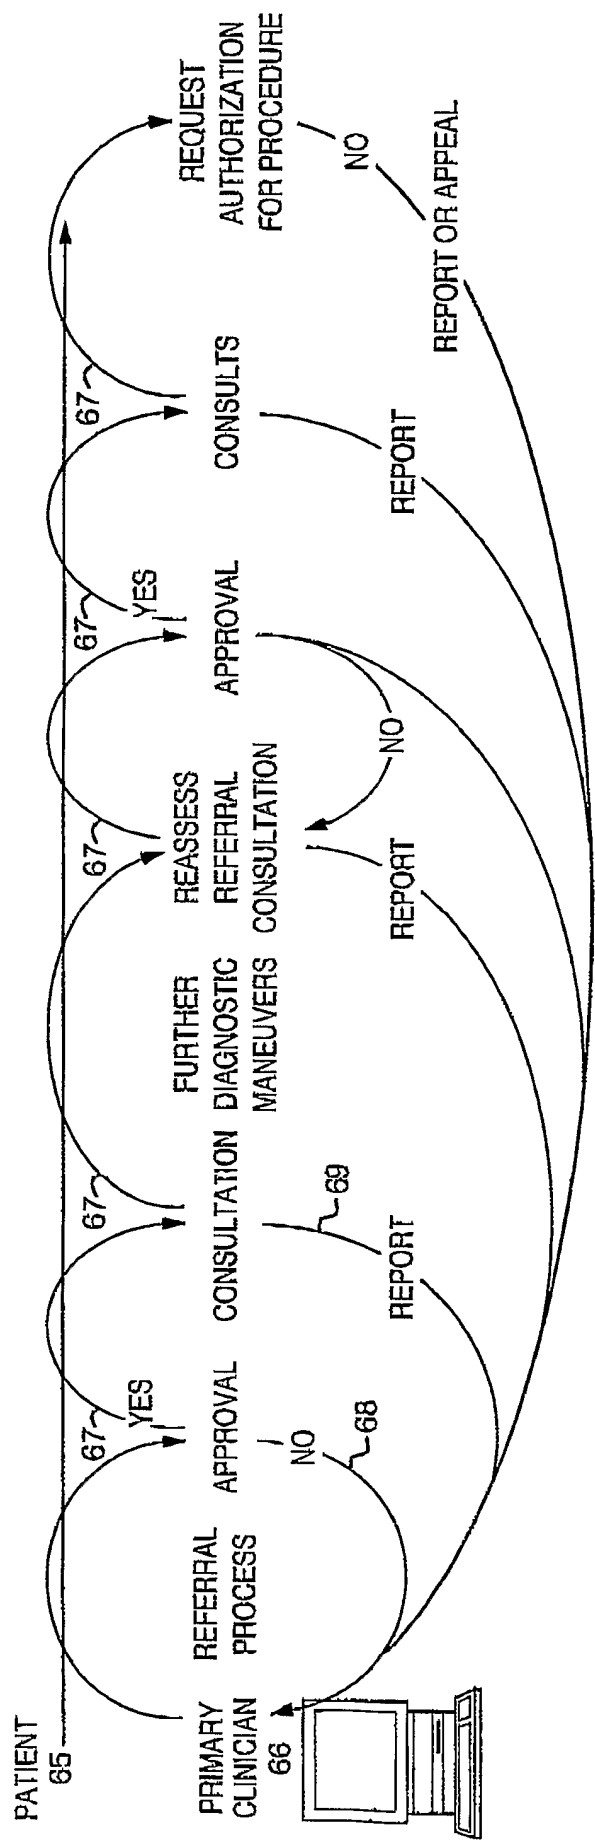 PATIENT
65
PRIMARY
CLINICIAN
66
REFERRAL
PROCESS
67
YES
APPROVAL
NO
68
67
CONSULTATION
69
REPORT
FURTHER
DIAGNOSTIC
MANEUVERS
67
REASSESS
REFERRAL
CONSULTATION
REPORT
NO
67
YES
APPROVAL
67
CONSULTS
REPORT
REQUEST
AUTHORIZATION
FOR PROCEDURE
NO
REPORT OR APPEAL